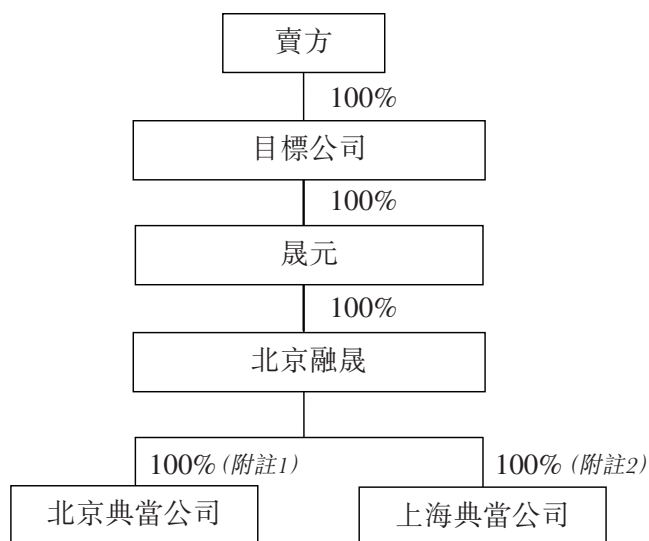 賣方
100%
目標公司
100%
晟元
100%
北京融晟
100% (附註1)
100% (附註2)
北京典當公司
上海典當公司